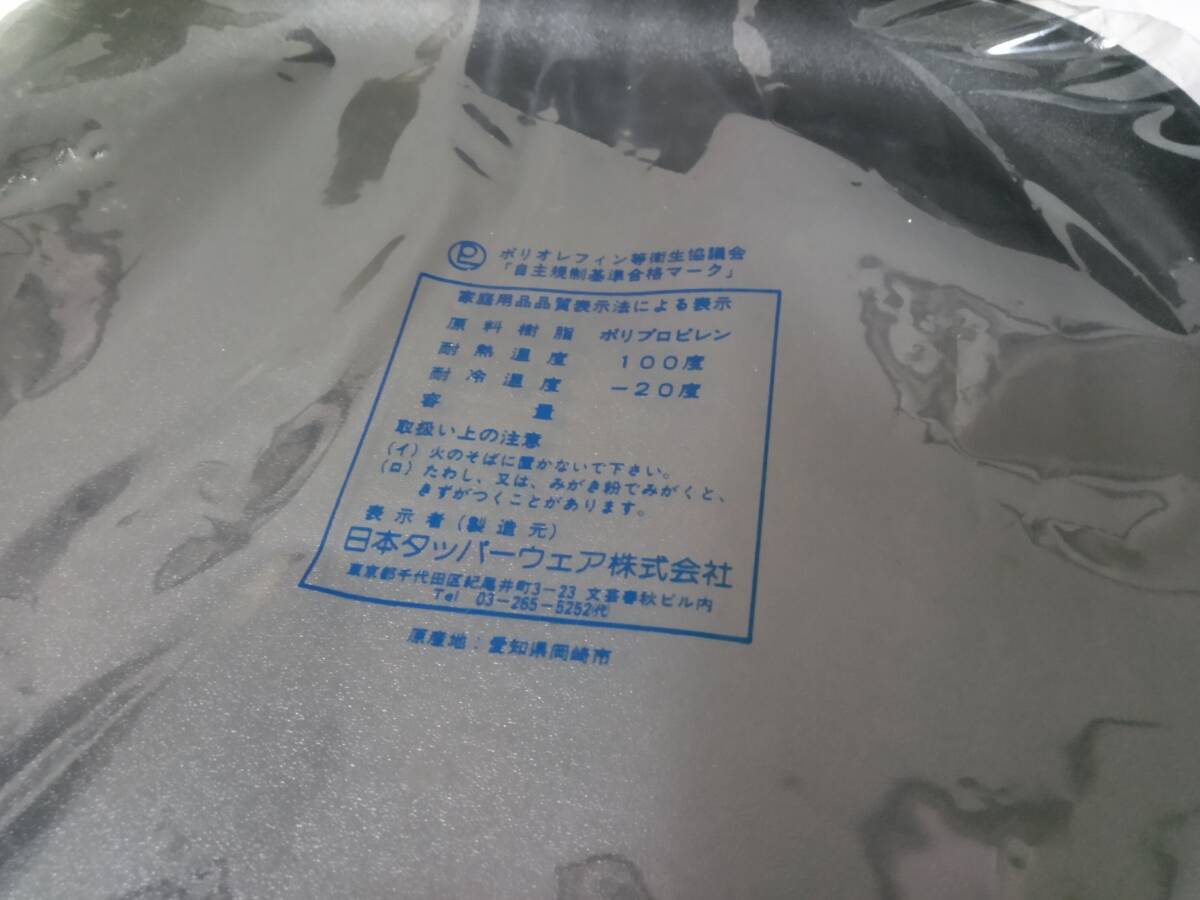 ポリオレフィン等衛生協議会
「自主規制基準合格マーク」
家庭用品品質表示法による表示
原料樹脂 ポリプロピレン
耐熱温度 100度
耐冷温度 -20度
容量
取扱い上の注意
(イ) 火のそばに置かないで下さい。
(ロ) たわし、又は、みがき粉でみがくと、
きずがつくことがあります。
表示者(製造元)
日本タッパーウェア株式会社
東京都千代田区紀尾井町3-23 文芸春秋ビル内
Tel 03-265-5252代
原産地:愛知県岡崎市